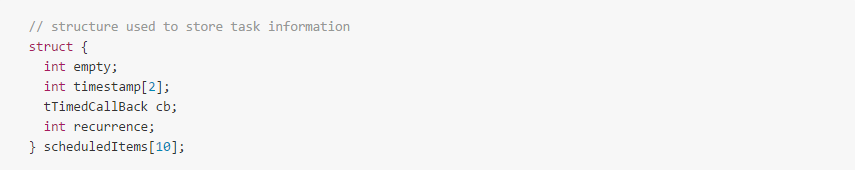 // structure used to store task information
struct {
  int empty;
  int timestamp[2];
  tTimedCallBack cb;
  int recurrence;
} scheduledItems[10];